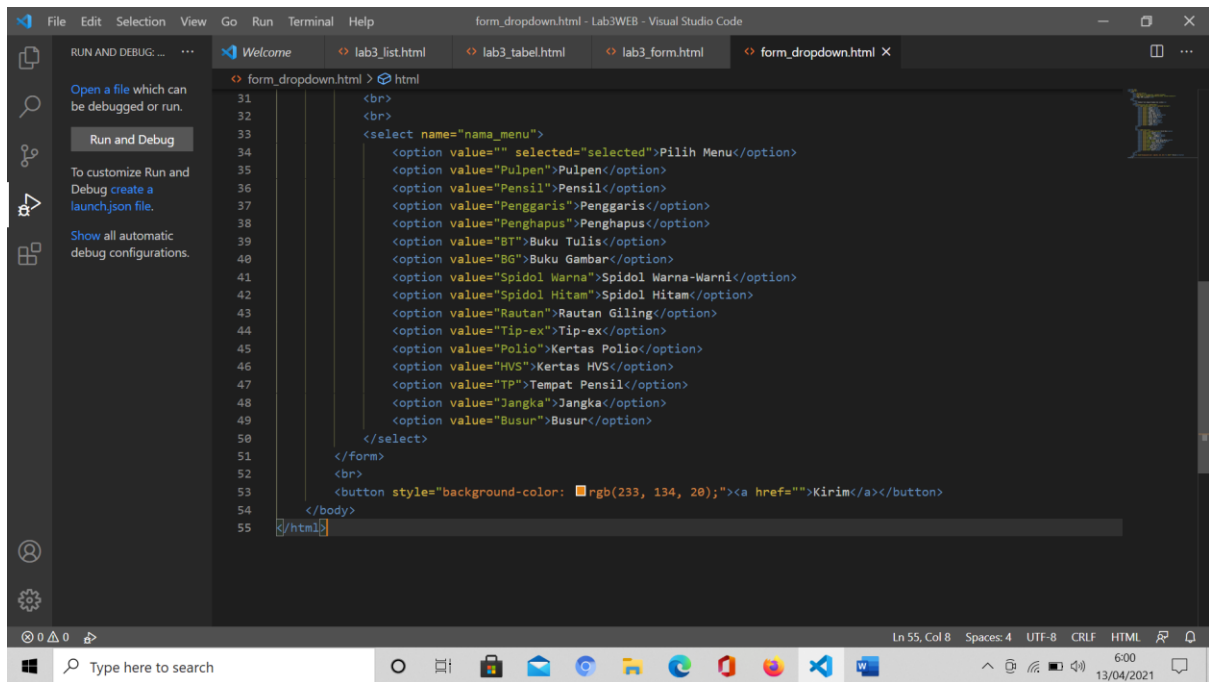 File Edit Selection View Go Run Terminal Help form_dropdown.html - Lab3WEB - Visual Studio Code
RUN AND DEBUG: ... ···
Welcome lab3_list.html lab3_tabel.html lab3_form.html form_dropdown.html
form_dropdown.html > html
Open a file which can
be debugged or run.
Run and Debug
To customize Run and
Debug create a
launch.json file.
Show all automatic
debug configurations.
31 <br>
32 <br>
33 <select name="nama_menu">
34 <option value="" selected="selected">Pilih Menu</option>
35 <option value="Pulpen">Pulpen</option>
36 <option value="Pensil">Pensil</option>
37 <option value="Penggaris">Penggaris</option>
38 <option value="Penghapus">Penghapus</option>
39 <option value="BT">Buku Tulis</option>
40 <option value="BG">Buku Gambar</option>
41 <option value="Spidol Warna">Spidol Warna-Warni</option>
42 <option value="Spidol Hitam">Spidol Hitam</option>
43 <option value="Rautan">Rautan Giling</option>
44 <option value="Tip-ex">Tip-ex</option>
45 <option value="Polio">Kertas Polio</option>
46 <option value="HVS">Kertas HVS</option>
47 <option value="TP">Tempat Pensil</option>
48 <option value="Jangka">Jangka</option>
49 <option value="Busur">Busur</option>
50 </select>
51 </form>
52 <br>
53 <button style="background-color: rgb(233, 134, 20);"><a href="">Kirim</a></button>
54 </body>
55 </html>
0 0 Ln 55, Col 8 Spaces: 4 UTF-8 CRLF HTML
Type here to search
6:00
13/04/2021